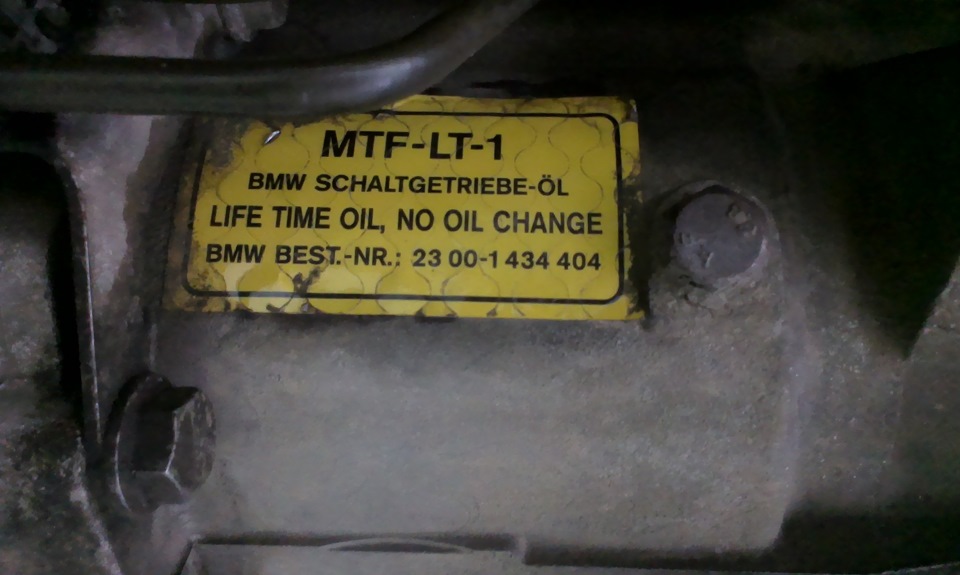 MTF-LT-1
BMW SCHALTGETRIEBE-ÖL
LIFE TIME OIL, NO OIL CHANGE
BMW BEST.-NR.: 23 00-1 434 404